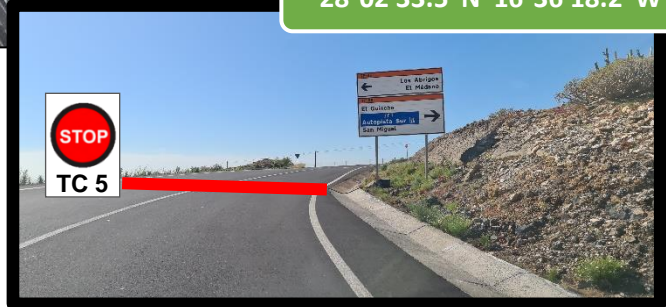 28°02'53.5"N 16°36'18.2"W
STOP
TC 5
Los Abrigos
El Médano
El Guincho
Autopista Sur
San Miguel